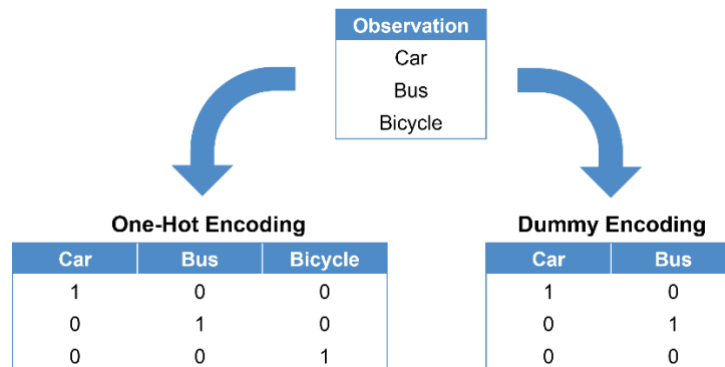 Observation
Car
Bus
Bicycle
One-Hot Encoding
Dummy Encoding
Car Bus Bicycle
Car Bus
1 0 0
1 0
0 1 0
0 1
0 0 1
0 0